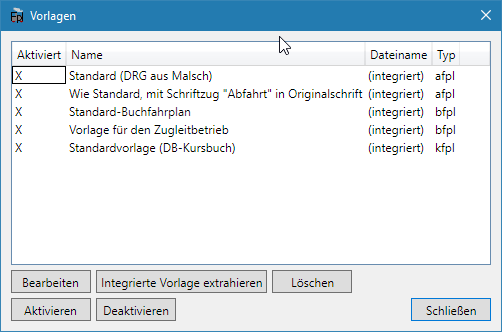 Fpl Vorlagen
Aktiviert Name Dateiname Typ
X Standard (DRG aus Malsch) (integriert) afpl
X Wie Standard, mit Schriftzug "Abfahrt" in Originalschrift (integriert) afpl
X Standard-Buchfahrplan (integriert) bfpl
X Vorlage für den Zugleitbetrieb (integriert) bfpl
X Standardvorlage (DB-Kursbuch) (integriert) kfpl
Bearbeiten Integrierte Vorlage extrahieren Löschen
Aktivieren Deaktivieren Schließen